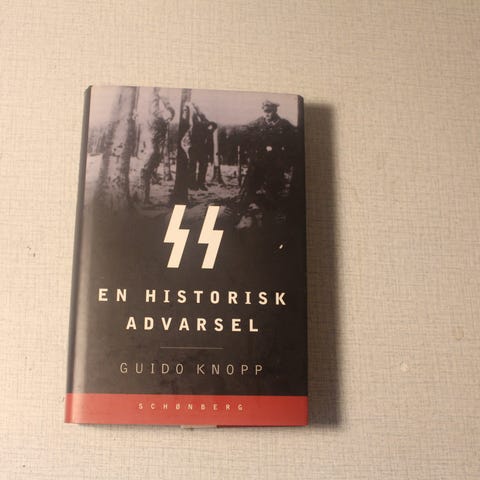 SS
EN HISTORISK
ADVARSEL
GUIDO KNOPP
SCHØNBERG